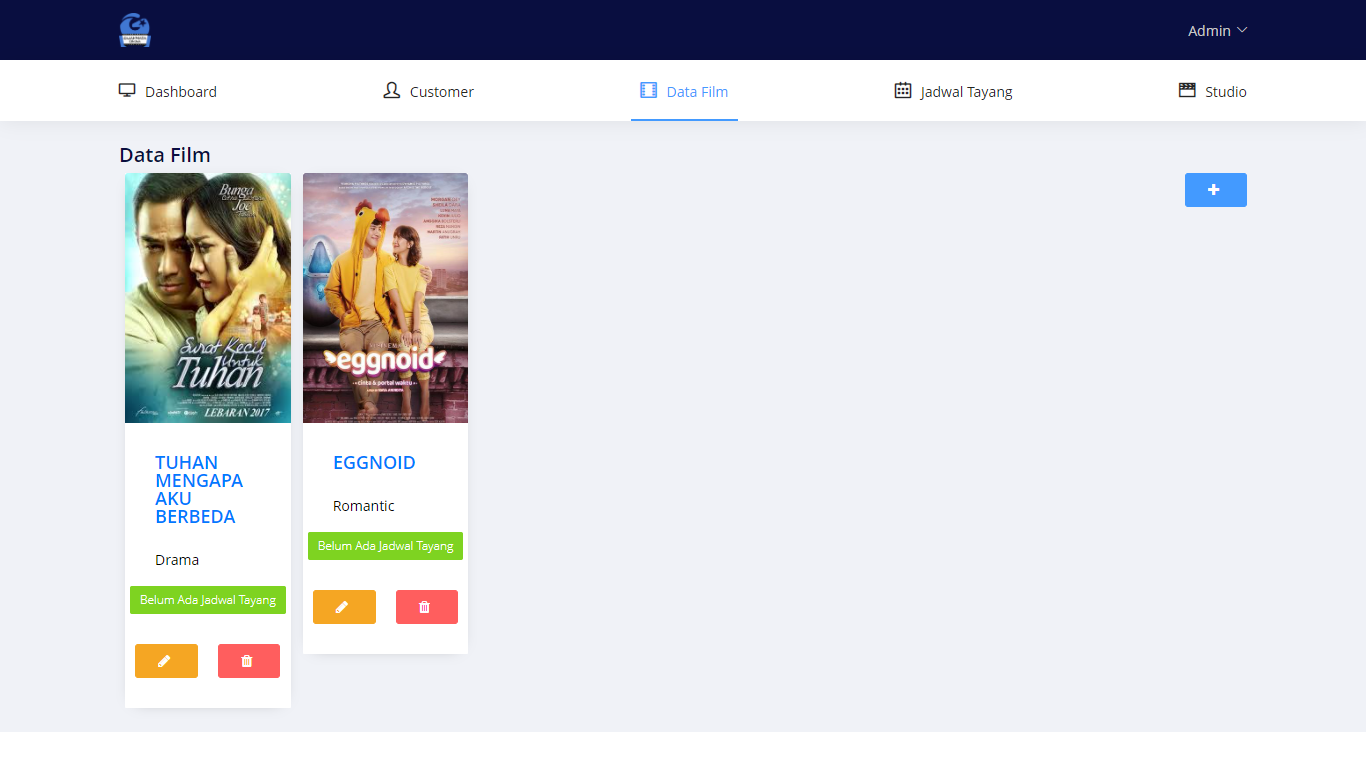 Admin
Dashboard
Customer
Data Film
Jadwal Tayang
Studio
Data Film
Bunga
Joe
Surat Kecil
Untuk
Tuhan
LEBARAN 2017
TUHAN
MENGAPA
AKU
BERBEDA
Drama
Belum Ada Jadwal Tayang
eggnoid
cinta & portal waktu
EGGNOID
Romantic
Belum Ada Jadwal Tayang